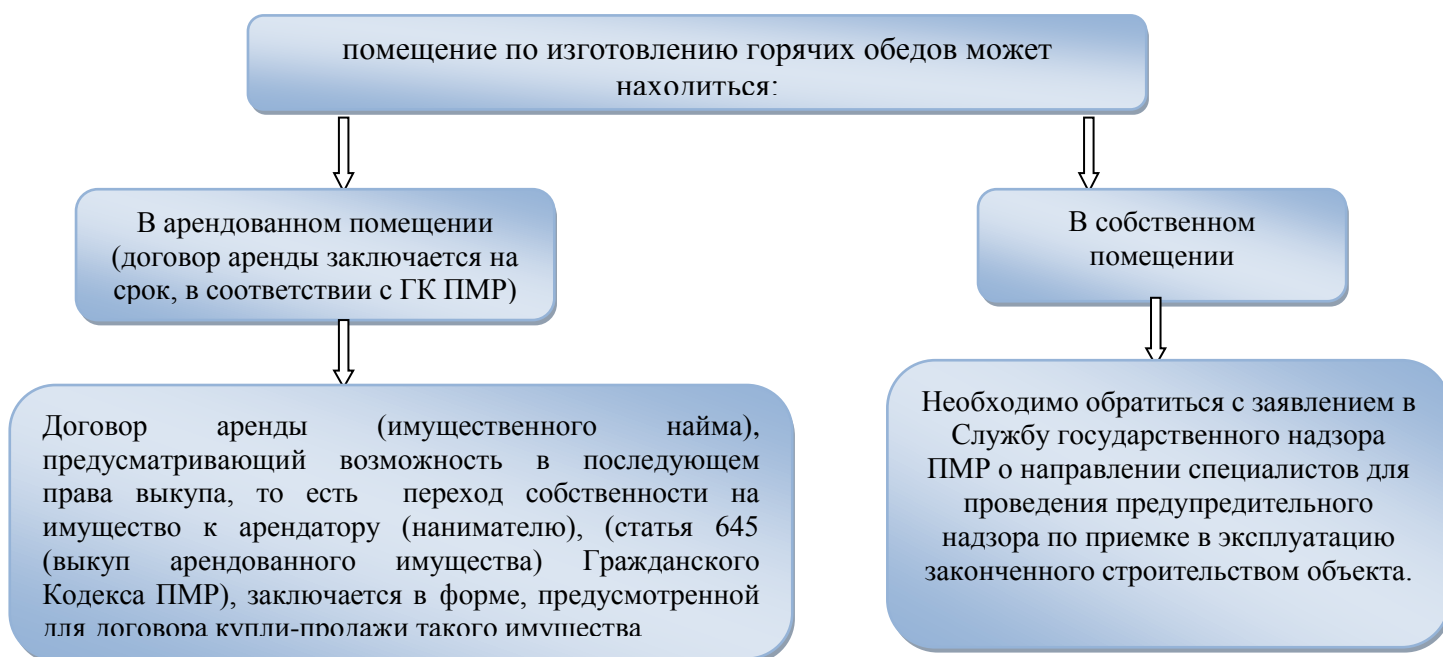 помещение по изготовлению горячих обедов может
находиться:
В арендованном помещении
(договор аренды заключается на
срок, в соответствии с ГК ПМР)
В собственном
помещении
Договор аренды (имущественного найма),
предусматривающий возможность в последующем
права выкупа, то есть переход собственности на
имущество к арендатору (нанимателю), (статья 645
(выкуп арендованного имущества) Гражданского
Кодекса ПМР), заключается в форме, предусмотренной
для договора купли-продажи такого имущества
Необходимо обратиться с заявлением в
Службу государственного надзора
ПМР о направлении специалистов для
проведения предупредительного
надзора по приемке в эксплуатацию
законченного строительством объекта.